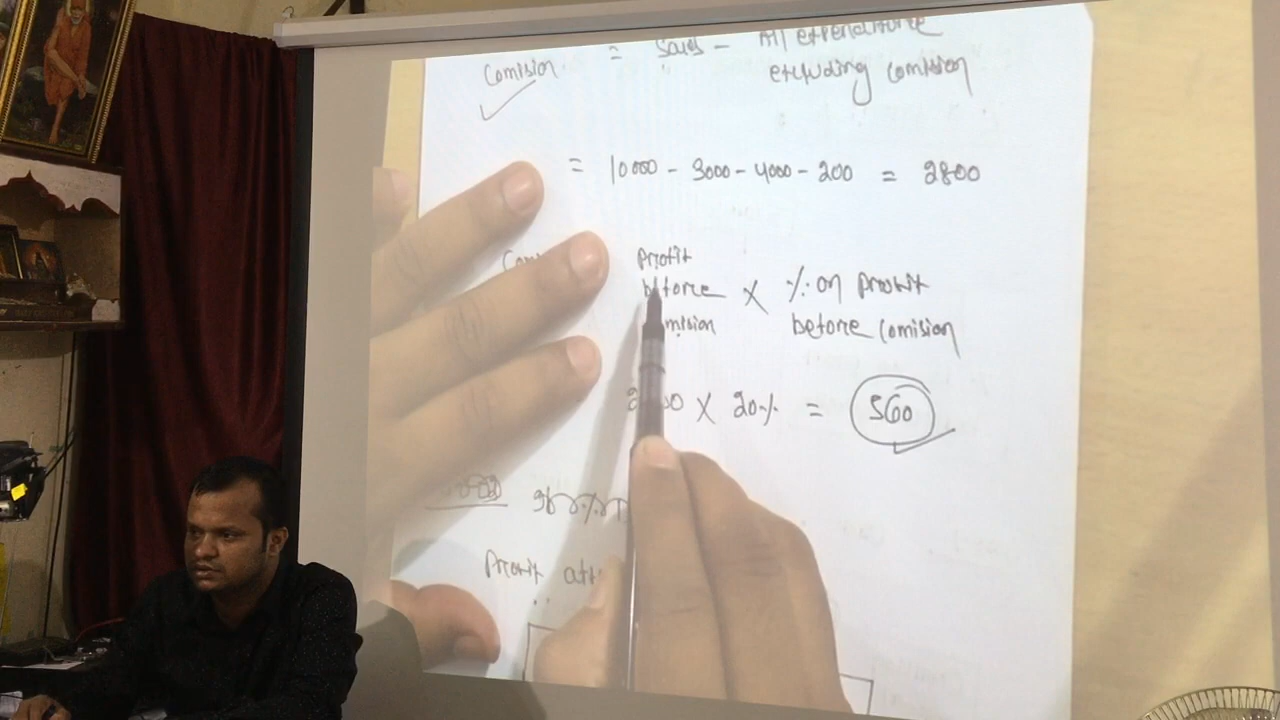 = Sales - All expenditure
Comision excluding comision
= 10000 - 3000 - 4000 - 200 = 2800
Profit
before X % on profit
mision before Comision
X 20% = 560
Profit